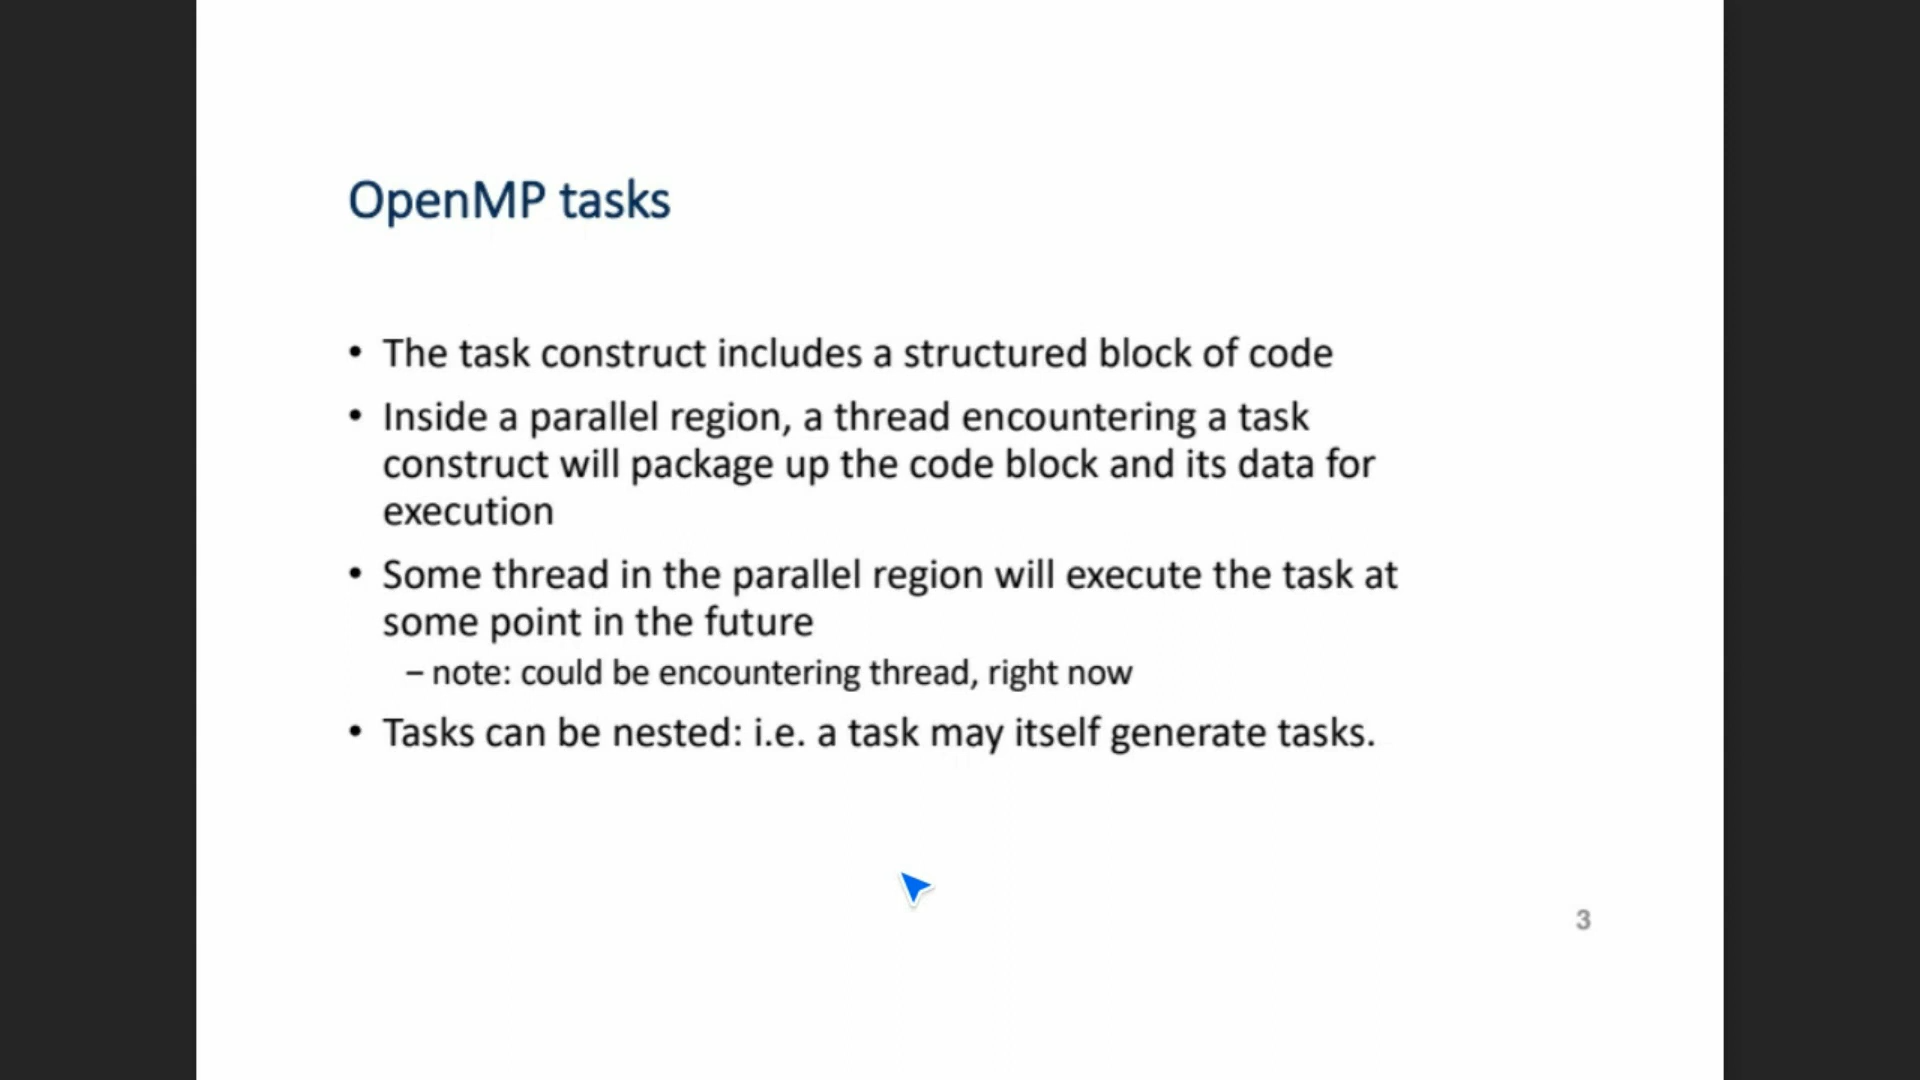 OpenMP tasks
• The task construct includes a structured block of code
• Inside a parallel region, a thread encountering a task
construct will package up the code block and its data for
execution
• Some thread in the parallel region will execute the task at
some point in the future
– note: could be encountering thread, right now
• Tasks can be nested: i.e. a task may itself generate tasks.
3